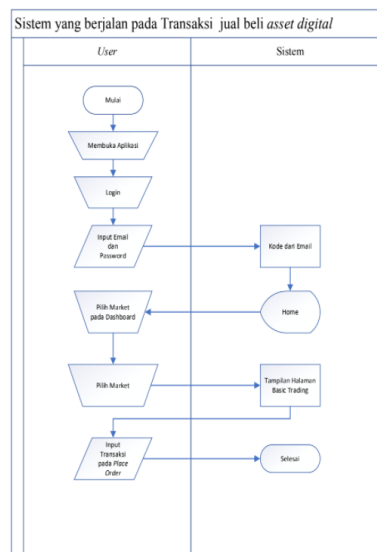 Sistem yang berjalan pada Transaksi jual beli asset digital
User
Sistem
Mulai
Membuka Aplikasi
Login
Input Email
dan
Password
Kode dari Email
Pilih Market
pada Dashboard
Home
Pilih Market
Tampilan Halaman
Basic Trading
Input
Transaksi
pada Place
Order
Selesai